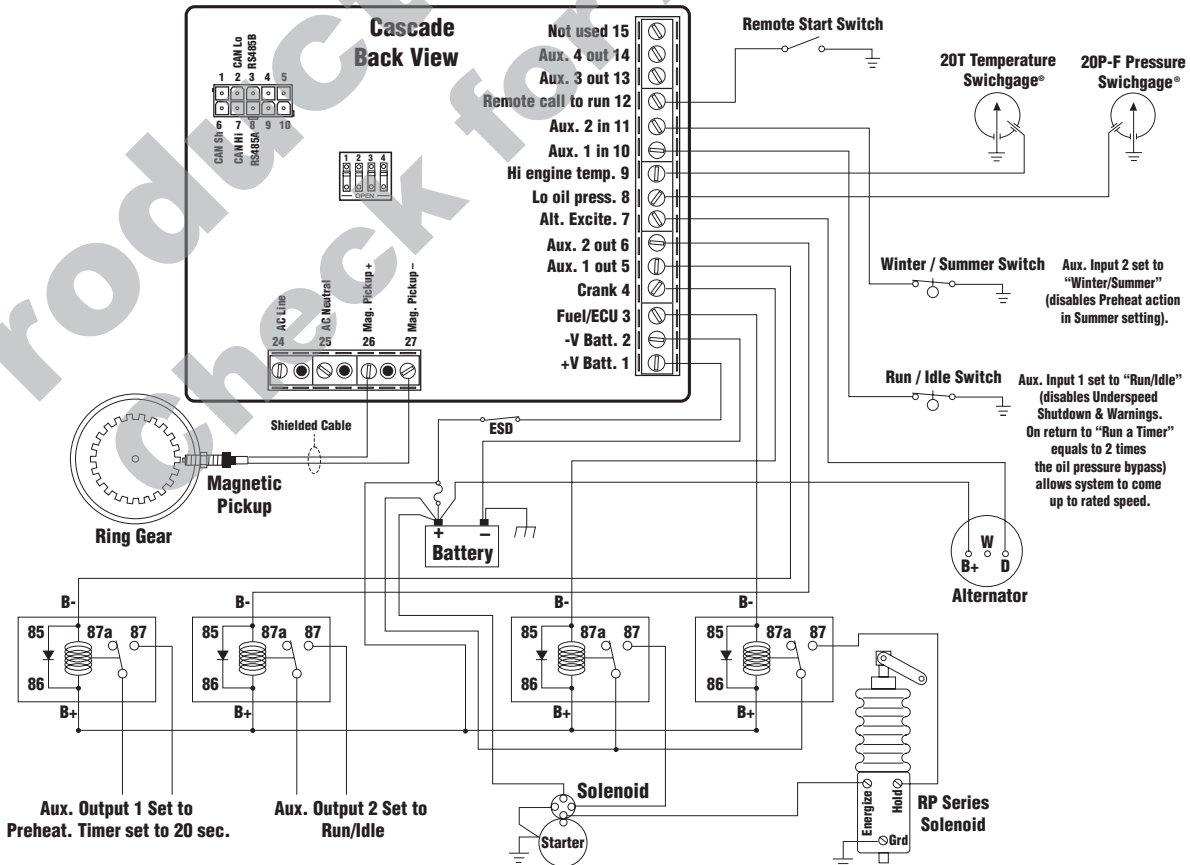 Cascade
Back View
CAN Lo
RS485B
1 2 3 4 5
6 7 8 9 10
CAN Sh
CAN Hi
RS485A
1 2 3 4
OPEN
Not used 15
Aux. 4 out 14
Aux. 3 out 13
Remote call to run 12
Aux. 2 in 11
Aux. 1 in 10
Hi engine temp. 9
Lo oil press. 8
Alt. Excite. 7
Aux. 2 out 6
Aux. 1 out 5
Crank 4
Fuel/ECU 3
-V Batt. 2
+V Batt. 1
AC Line
AC Neutral
Mag. Pickup +
Mag. Pickup –
24 25 26 27
Remote Start Switch
20T Temperature
Swichgage®
20P-F Pressure
Swichgage®
Winter / Summer Switch
Aux. Input 2 set to
“Winter/Summer”
(disables Preheat action
in Summer setting).
Run / Idle Switch
Aux. Input 1 set to “Run/Idle”
(disables Underspeed
Shutdown & Warnings.
On return to “Run a Timer”
equals to 2 times
the oil pressure bypass)
allows system to come
up to rated speed.
Shielded Cable
ESD
Magnetic
Pickup
Ring Gear
+ –
Battery
W
B+ D
Alternator
B-
85 87a 87
86
B+
B-
85 87a 87
86
B+
B-
85 87a 87
86
B+
B-
85 87a 87
86
B+
Aux. Output 1 Set to
Preheat. Timer set to 20 sec.
Aux. Output 2 Set to
Run/Idle
Solenoid
Starter
Energize
Hold
Grd
RP Series
Solenoid
roduct
Check for